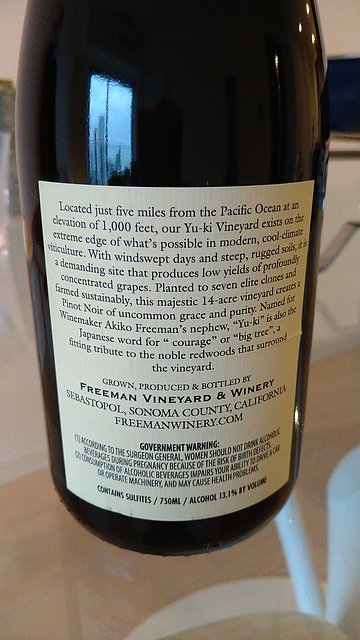 Located just five miles from the Pacific Ocean at an
elevation of 1,000 feet, our Yu-ki Vineyard exists on the
extreme edge of what's possible in modern, cool-climate
viticulture. With windswept days and steep, rugged soils, it is
a demanding site that produces low yields of profoundly
concentrated grapes. Planted to seven elite clones and
farmed sustainably, this majestic 14-acre vineyard creates a
Pinot Noir of uncommon grace and purity. Named for
Winemaker Akiko Freeman's nephew, "Yu-ki" is also the
Japanese word for " courage" or "big tree", a
fitting tribute to the noble redwoods that surround
the vineyard.
GROWN, PRODUCED & BOTTLED BY
FREEMAN VINEYARD & WINERY
SEBASTOPOL, SONOMA COUNTY, CALIFORNIA
FREEMANWINERY.COM
GOVERNMENT WARNING:
(1) ACCORDING TO THE SURGEON GENERAL, WOMEN SHOULD NOT DRINK ALCOHOLIC
BEVERAGES DURING PREGNANCY BECAUSE OF THE RISK OF BIRTH DEFECTS.
(2) CONSUMPTION OF ALCOHOLIC BEVERAGES IMPAIRS YOUR ABILITY TO DRIVE A CAR
OR OPERATE MACHINERY, AND MAY CAUSE HEALTH PROBLEMS.
CONTAINS SULFITES / 750ML / ALCOHOL 13.1% BY VOLUME